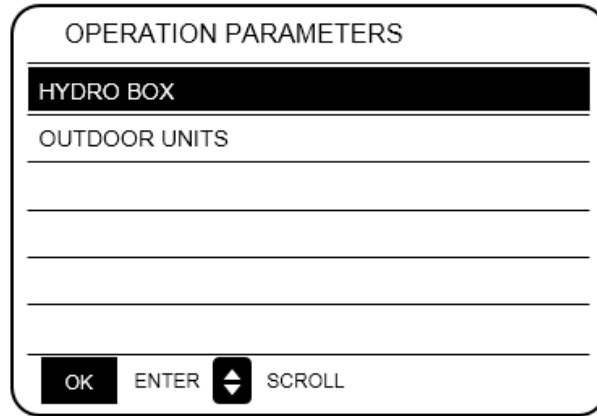 OPERATION PARAMETERS
HYDRO BOX
OUTDOOR UNITS
OK ENTER SCROLL